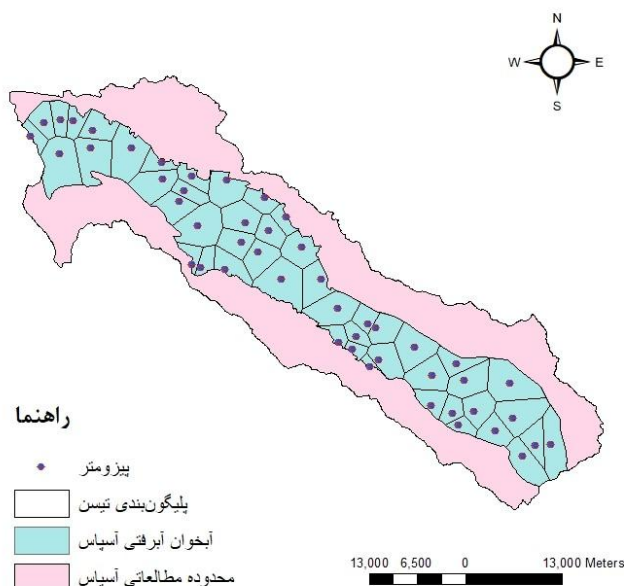 N
W E
S
راهنما
پیزومتر
پلیگون‌بندی تیسن
آبخوان آبرفتی آسپاس
محدوده مطالعاتی آسپاس
13,000 6,500 0 13,000 Meters